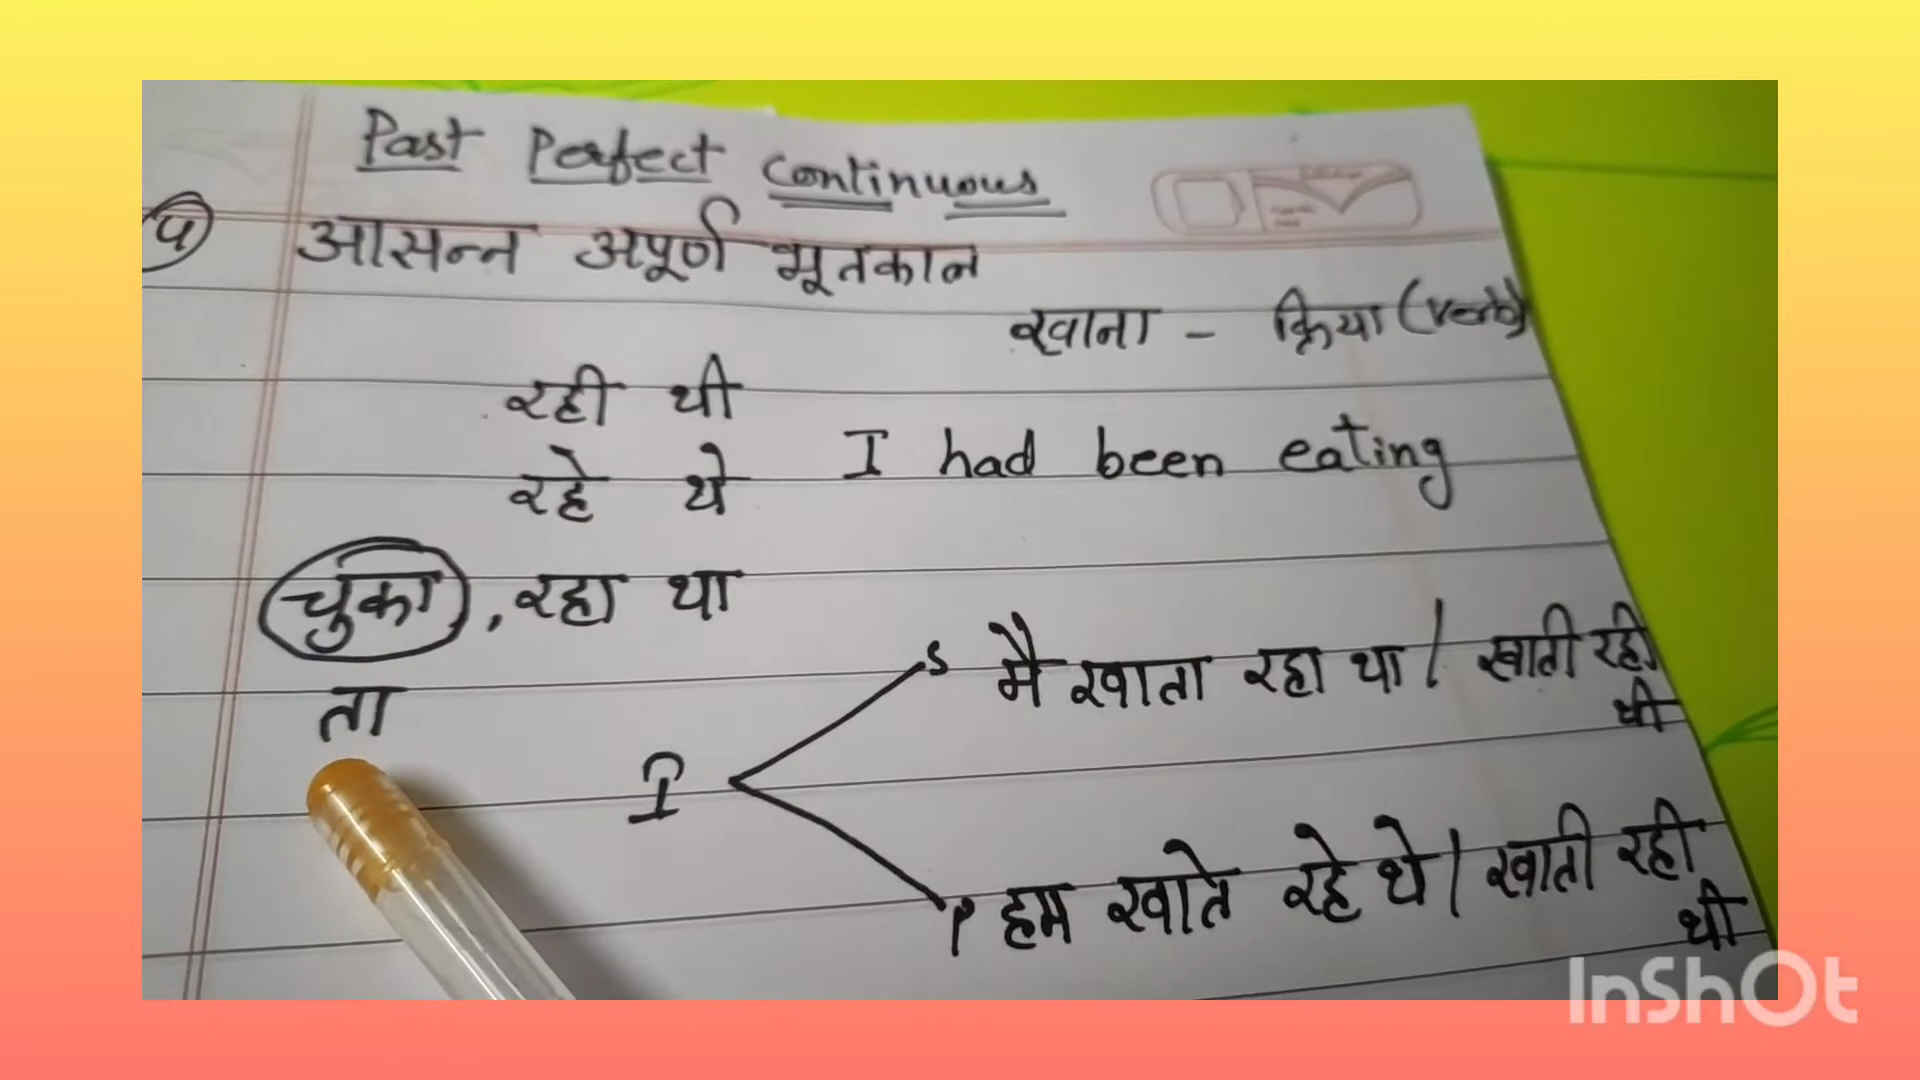 Past Perfect Continuous
५ आसन्न अपूर्ण भूतकाल
खाना - क्रिया (verb)
रही थी
रहे थे I had been eating
चुका, रहा था
ता
I
S मै खाता रहा था / खाती रही थी
P हम खाते रहे थे / खाती रही थी
InShOt